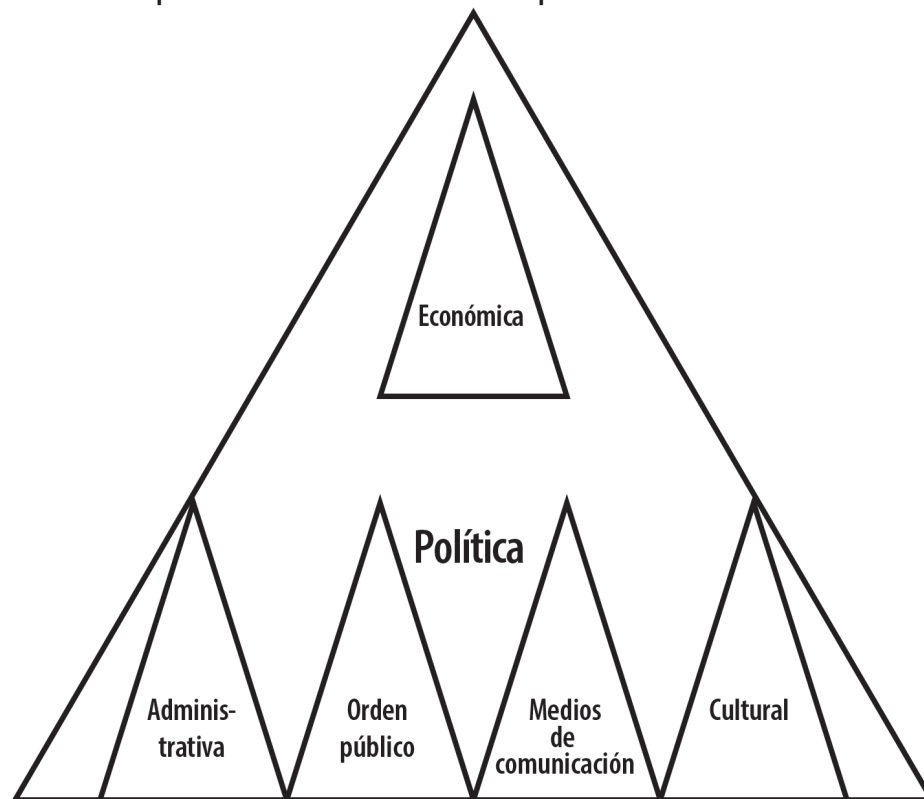 Económica
Política
Adminis-
trativa
Orden
público
Medios
de
comunicación
Cultural